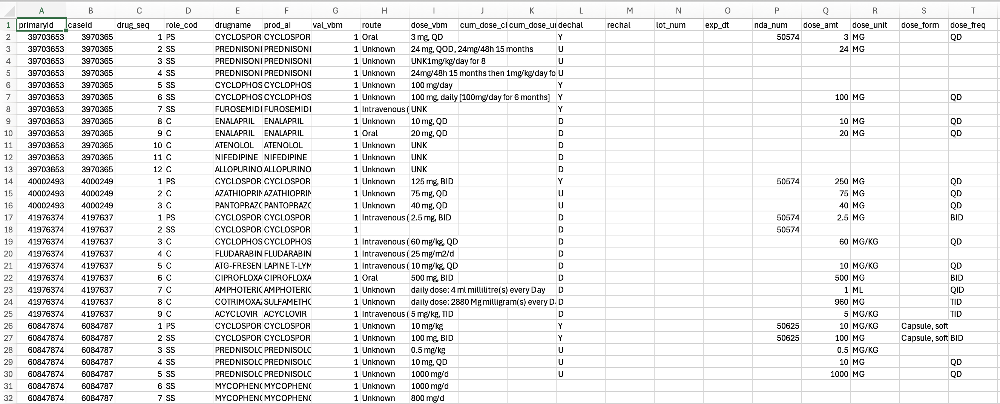 A B C D E F G H I J K L M N O P Q R S T
1 primaryid caseid drug_seq role_cod drugname prod_ai val_vbm route dose_vbm cum_dose_cl cum_dose_u dechal rechal lot_num exp_dt nda_num dose_amt dose_unit dose_form dose_freq
2 39703653 3970365 1 PS CYCLOSPOR CYCLOSPOR 1 Oral 3 mg, QD Y 50574 3 MG QD
3 39703653 3970365 2 SS PREDNISONI PREDNISONI 1 Unknown 24 mg, QOD, 24mg/48h 15 months U 24 MG
4 39703653 3970365 3 SS PREDNISONI PREDNISONI 1 Unknown UNK1mg/kg/day for 8 U
5 39703653 3970365 4 SS PREDNISONI PREDNISONI 1 Unknown 24mg/48h 15 months then 1mg/kg/day fo U
6 39703653 3970365 5 SS CYCLOPHOS CYCLOPHOS 1 Unknown 100 mg/day Y
7 39703653 3970365 6 SS CYCLOPHOS CYCLOPHOS 1 Unknown 100 mg, daily [100mg/day for 6 months] Y 100 MG QD
8 39703653 3970365 7 SS FUROSEMIDI FUROSEMIDI 1 Intravenous ( UNK Y
9 39703653 3970365 8 C ENALAPRIL ENALAPRIL 1 Unknown 10 mg, QD D 10 MG QD
10 39703653 3970365 9 C ENALAPRIL ENALAPRIL 1 Oral 20 mg, QD D 20 MG QD
11 39703653 3970365 10 C ATENOLOL ATENOLOL 1 Unknown UNK D
12 39703653 3970365 11 C NIFEDIPINE NIFEDIPINE 1 Unknown UNK D
13 39703653 3970365 12 C ALLOPURINO ALLOPURINO 1 Unknown UNK D
14 40002493 4000249 1 PS CYCLOSPOR CYCLOSPOR 1 Unknown 125 mg, BID Y 50574 250 MG QD
15 40002493 4000249 2 C AZATHIOPRIN AZATHIOPRIN 1 Unknown 75 mg, QD U 75 MG QD
16 40002493 4000249 3 C PANTOPRAZO PANTOPRAZO 1 Unknown 40 mg, QD U 40 MG QD
17 41976374 4197637 1 PS CYCLOSPOR CYCLOSPOR 1 Intravenous ( 2.5 mg, BID D 50574 2.5 MG BID
18 41976374 4197637 2 SS CYCLOSPOR CYCLOSPOR 1 D 50574
19 41976374 4197637 3 C CYCLOPHOS CYCLOPHOS 1 Intravenous ( 60 mg/kg, QD D 60 MG/KG QD
20 41976374 4197637 4 C FLUDARABIN FLUDARABIN 1 Intravenous ( 25 mg/m2/d D
21 41976374 4197637 5 C ATG-FRESEN LAPINE T-LYM 1 Intravenous ( 10 mg/kg, QD D 10 MG/KG QD
22 41976374 4197637 6 C CIPROFLOXA CIPROFLOXA 1 Oral 500 mg, BID D 500 MG BID
23 41976374 4197637 7 C AMPHOTERIC AMPHOTERIC 1 Unknown daily dose: 4 ml millilitre(s) every Day D 1 ML QID
24 41976374 4197637 8 C COTRIMOXAZ SULFAMETHO 1 Unknown daily dose: 2880 Mg milligram(s) every D D 960 MG TID
25 41976374 4197637 9 C ACYCLOVIR ACYCLOVIR 1 Intravenous ( 5 mg/kg, TID D 5 MG/KG TID
26 60847874 6084787 1 PS CYCLOSPOR CYCLOSPOR 1 Unknown 10 mg/kg Y 50625 10 MG/KG Capsule, soft
27 60847874 6084787 2 SS CYCLOSPOR CYCLOSPOR 1 Unknown 100 mg, BID Y 50625 100 MG Capsule, soft BID
28 60847874 6084787 3 SS PREDNISOLO PREDNISOLO 1 Unknown 0.5 mg/kg U 0.5 MG/KG
29 60847874 6084787 4 SS PREDNISOLO PREDNISOLO 1 Unknown 10 mg, QD U 10 MG QD
30 60847874 6084787 5 SS PREDNISOLO PREDNISOLO 1 Unknown 1000 mg/d U 1000 MG QD
31 60847874 6084787 6 SS MYCOPHENO MYCOPHENO 1 Unknown 1000 mg/d
32 60847874 6084787 7 SS MYCOPHENO MYCOPHENO 1 Unknown 800 mg/d